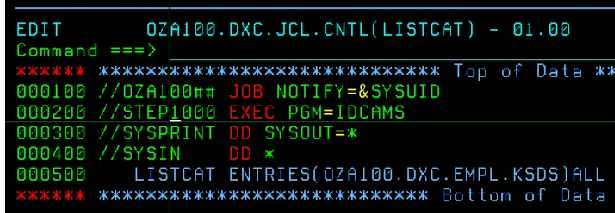 EDIT OZA100.DXC.JCL.CNTL(LISTCAT) - 01.00
Command ===>
****** ***************************** Top of Data **
000100 //OZA100## JOB NOTIFY=&SYSUID
000200 //STEP1000 EXEC PGM=IDCAMS
000300 //SYSPRINT DD SYSOUT=*
000400 //SYSIN DD *
000500 LISTCAT ENTRIES(OZA100.DXC.EMPL.KSDS)ALL
****** **************************** Bottom of Data